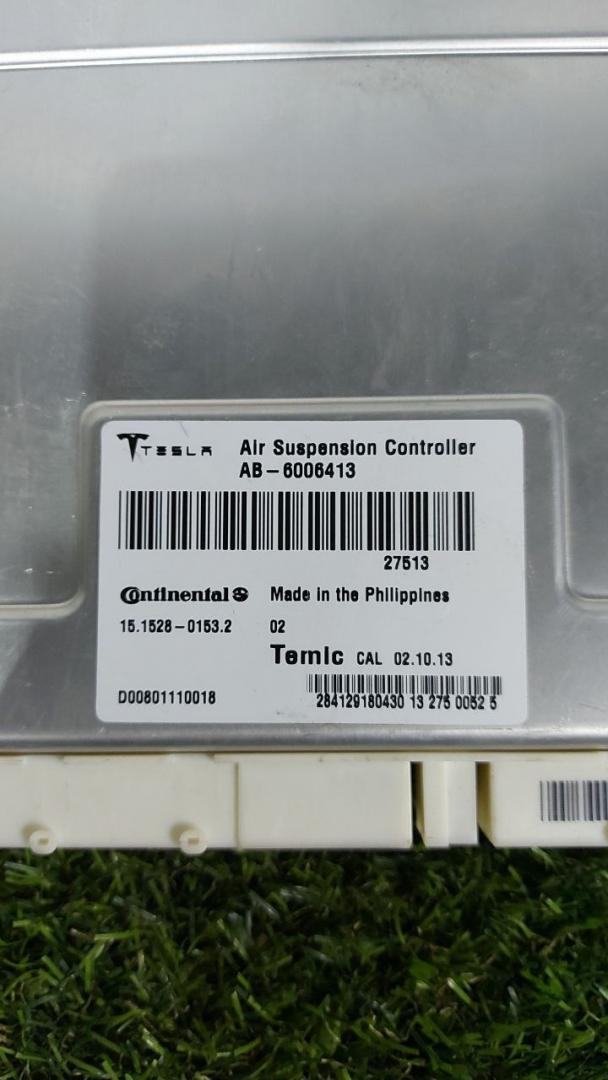 TESLA Air Suspension Controller
AB-6006413
27513
Continental Made in the Philippines
15.1528-0153.2 02
Temic CAL 02.10.13
D00801110018 284129180430 13 275 0052 5